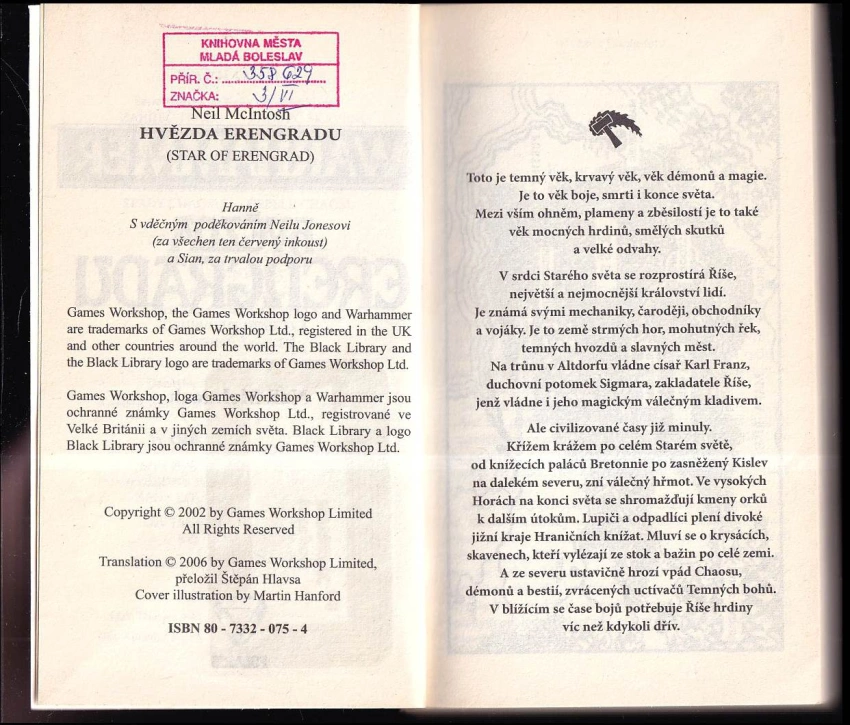 KNIHOVNA MĚSTA
MLADÁ BOLESLAV
PŘÍR. Č.: 358 629
ZNAČKA: 3/VI
Neil McIntosh
HVĚZDA ERENGRADU
(STAR OF ERENGRAD)
Hanně
S vděčným poděkováním Neilu Jonesovi
(za všechen ten červený inkoust)
a Sian, za trvalou podporu
Games Workshop, the Games Workshop logo and Warhammer
are trademarks of Games Workshop Ltd., registered in the UK
and other countries around the world. The Black Library and
the Black Library logo are trademarks of Games Workshop Ltd.
Games Workshop, loga Games Workshop a Warhammer jsou
ochranné známky Games Workshop Ltd., registrované ve
Velké Británii a v jiných zemích světa. Black Library a logo
Black Library jsou ochranné známky Games Workshop Ltd.
Copyright © 2002 by Games Workshop Limited
All Rights Reserved
Translation © 2006 by Games Workshop Limited,
přeložil Štěpán Hlavsa
Cover illustration by Martin Hanford
ISBN 80 - 7332 - 075 - 4
Toto je temný věk, krvavý věk, věk démonů a magie.
Je to věk boje, smrti i konce světa.
Mezi vším ohněm, plameny a zběsilostí je to také
věk mocných hrdinů, smělých skutků
a velké odvahy.
V srdci Starého světa se rozprostírá Říše,
největší a nejmocnější království lidí.
Je známá svými mechaniky, čaroději, obchodníky
a vojáky. Je to země strmých hor, mohutných řek,
temných hvozdů a slavných měst.
Na trůnu v Altdorfu vládne císař Karl Franz,
duchovní potomek Sigmara, zakladatele Říše,
jenž vládne i jeho magickým válečným kladivem.
Ale civilizované časy již minuly.
Křížem krážem po celém Starém světě,
od knížecích paláců Bretonnie po zasněžený Kislev
na dalekém severu, zní válečný hřmot. Ve vysokých
Horách na konci světa se shromažďují kmeny orků
k dalším útokům. Lupiči a odpadlíci plení divoké
jižní kraje Hraničních knížat. Mluví se o krysácích,
skavenech, kteří vylézají ze stok a bažin po celé zemi.
A ze severu ustavičně hrozí vpád Chaosu,
démonů a bestií, zvrácených uctívačů Temných bohů.
V blížícím se čase bojů potřebuje Říše hrdiny
víc než kdykoli dřív.